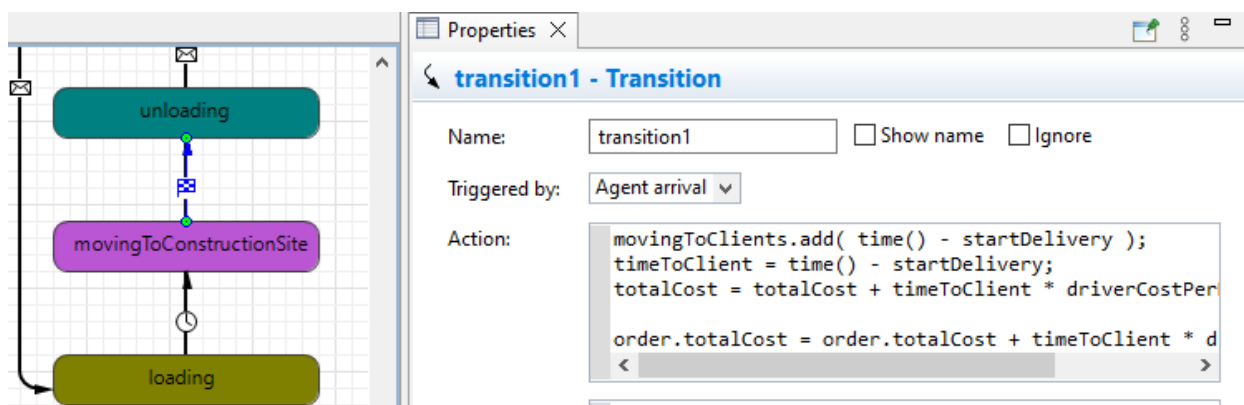 unloading
movingToConstructionSite
loading
Properties
transition1 - Transition
Name:
transition1
Show name
Ignore
Triggered by:
Agent arrival
Action:
movingToClients.add( time() - startDelivery );
timeToClient = time() - startDelivery;
totalCost = totalCost + timeToClient * driverCostPer
order.totalCost = order.totalCost + timeToClient * d